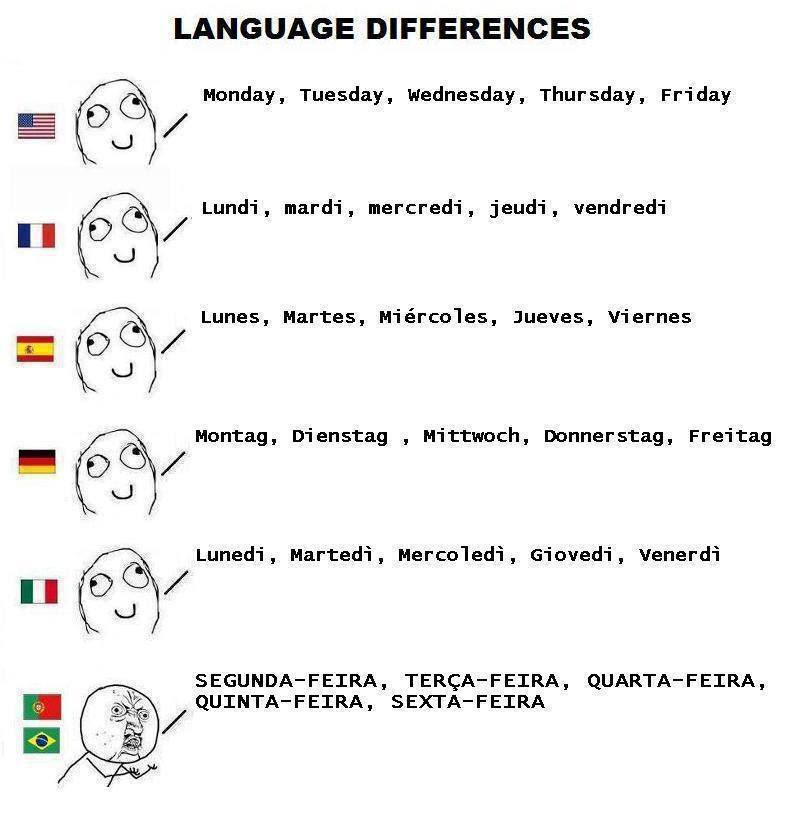 LANGUAGE DIFFERENCES
Monday, Tuesday, Wednesday, Thursday, Friday
Lundi, mardi, mercredi, jeudi, vendredi
Lunes, Martes, Miércoles, Jueves, Viernes
Montag, Dienstag , Mittwoch, Donnerstag, Freitag
Lunedi, Martedì, Mercoledì, Giovedi, Venerdì
SEGUNDA-FEIRA, TERÇA-FEIRA, QUARTA-FEIRA,
QUINTA-FEIRA, SEXTA-FEIRA